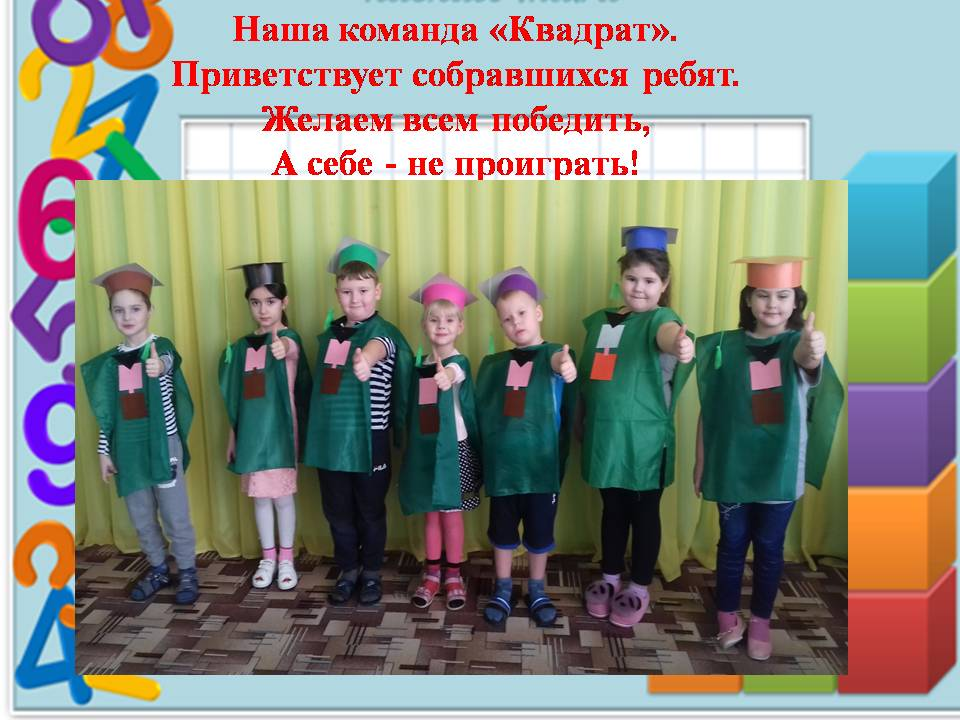 Наша команда «Квадрат».
Приветствует собравшихся ребят.
Желаем всем победить,
А себе - не проиграть!